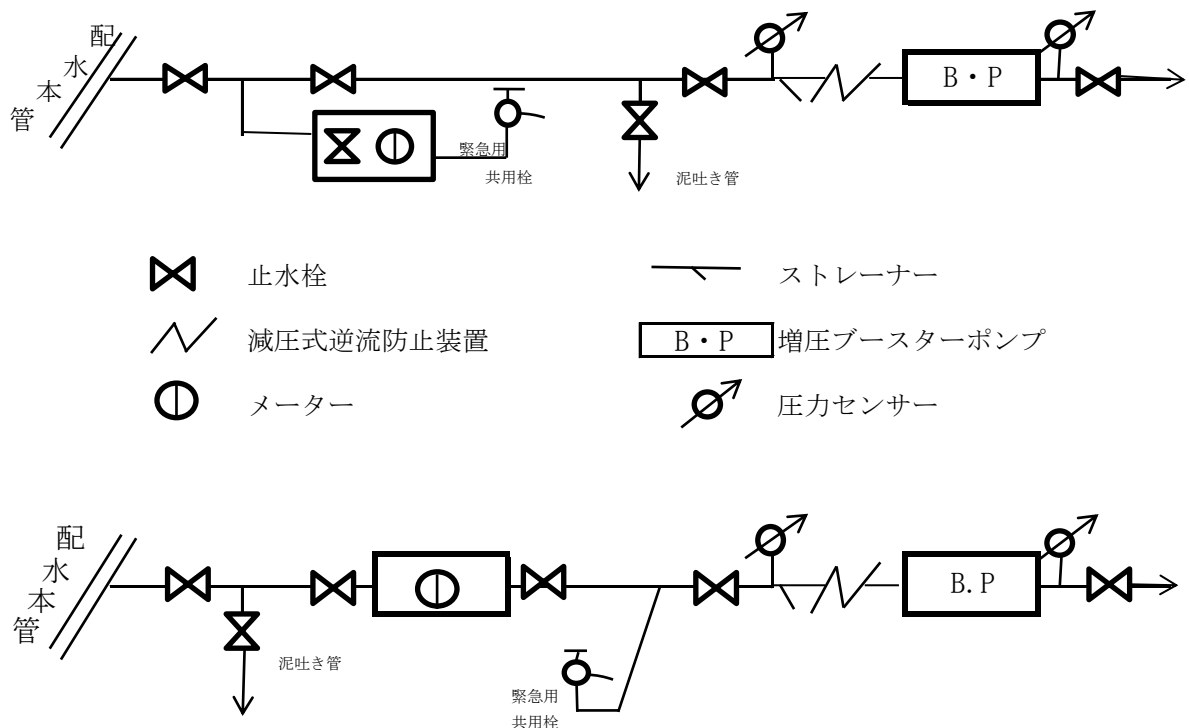 配水本管
B・P
緊急用
共用栓
泥吐き管
止水栓
ストレーナー
減圧式逆流防止装置
B・P
増圧ブースターポンプ
メーター
圧力センサー
配水本管
B.P
泥吐き管
緊急用
共用栓